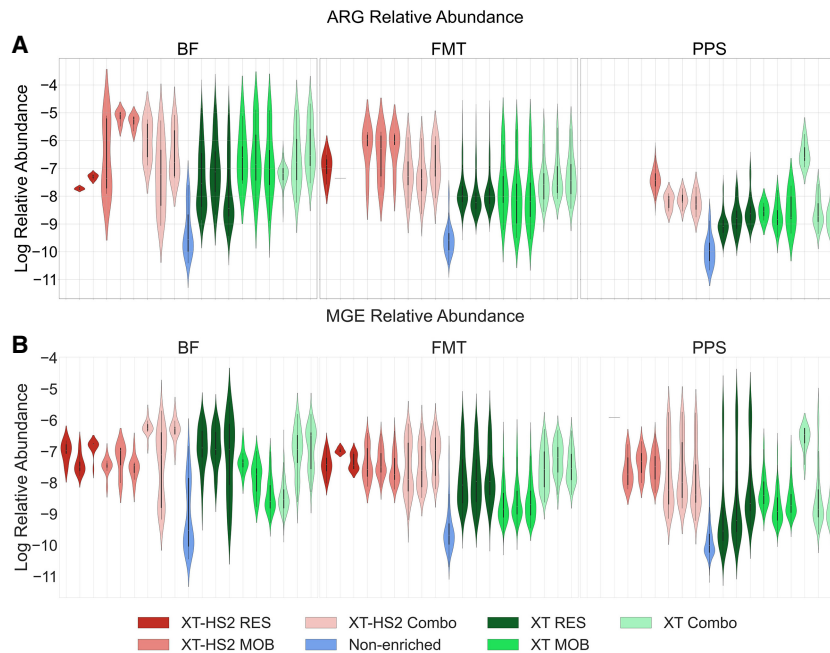 ARG Relative Abundance
A
BF FMT PPS
Log Relative Abundance
−4
−5
−6
−7
−8
−9
−10
−11
MGE Relative Abundance
B
BF FMT PPS
Log Relative Abundance
−4
−5
−6
−7
−8
−9
−10
−11
XT-HS2 RES XT-HS2 Combo XT RES XT Combo
XT-HS2 MOB Non-enriched XT MOB